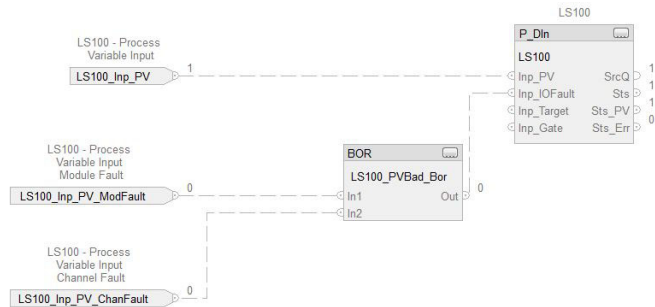 LS100
LS100 - Process
Variable Input
LS100_Inp_PV
1
P_DIn
...
LS100
Inp_PV SrcQ 1
Inp_IOFault Sts 1
Inp_Target Sts_PV 1
Inp_Gate Sts_Err 0
LS100 - Process
Variable Input
Module Fault
LS100_Inp_PV_ModFault
0
BOR
...
LS100_PVBad_Bor
In1 Out 0
In2
LS100 - Process
Variable Input
Channel Fault
LS100_Inp_PV_ChanFault
0